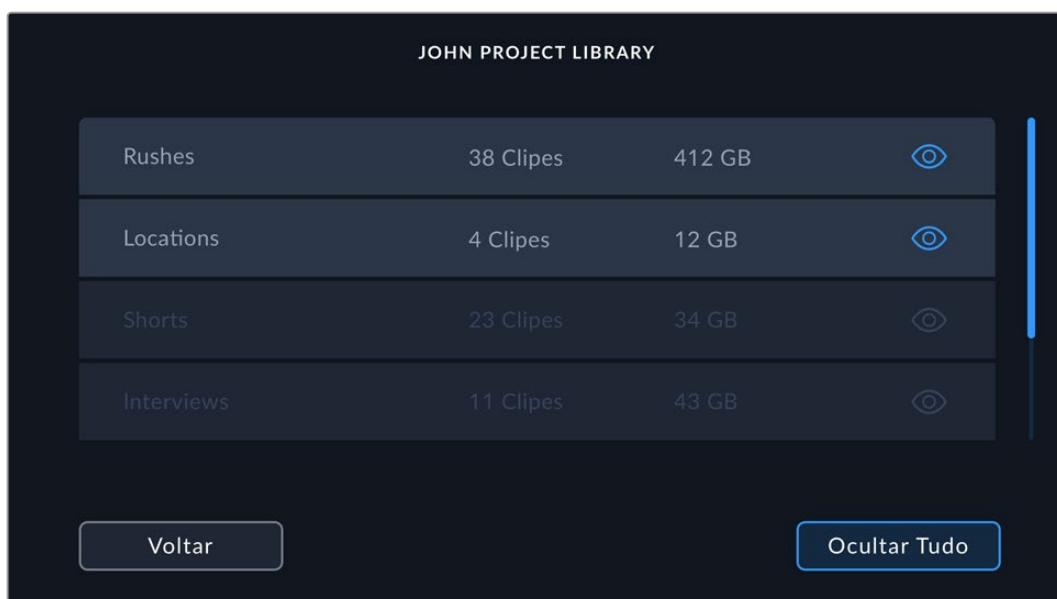 JOHN PROJECT LIBRARY
Rushes 38 Clipes 412 GB
Locations 4 Clipes 12 GB
Shorts 23 Clipes 34 GB
Interviews 11 Clipes 43 GB
Voltar Ocultar Tudo